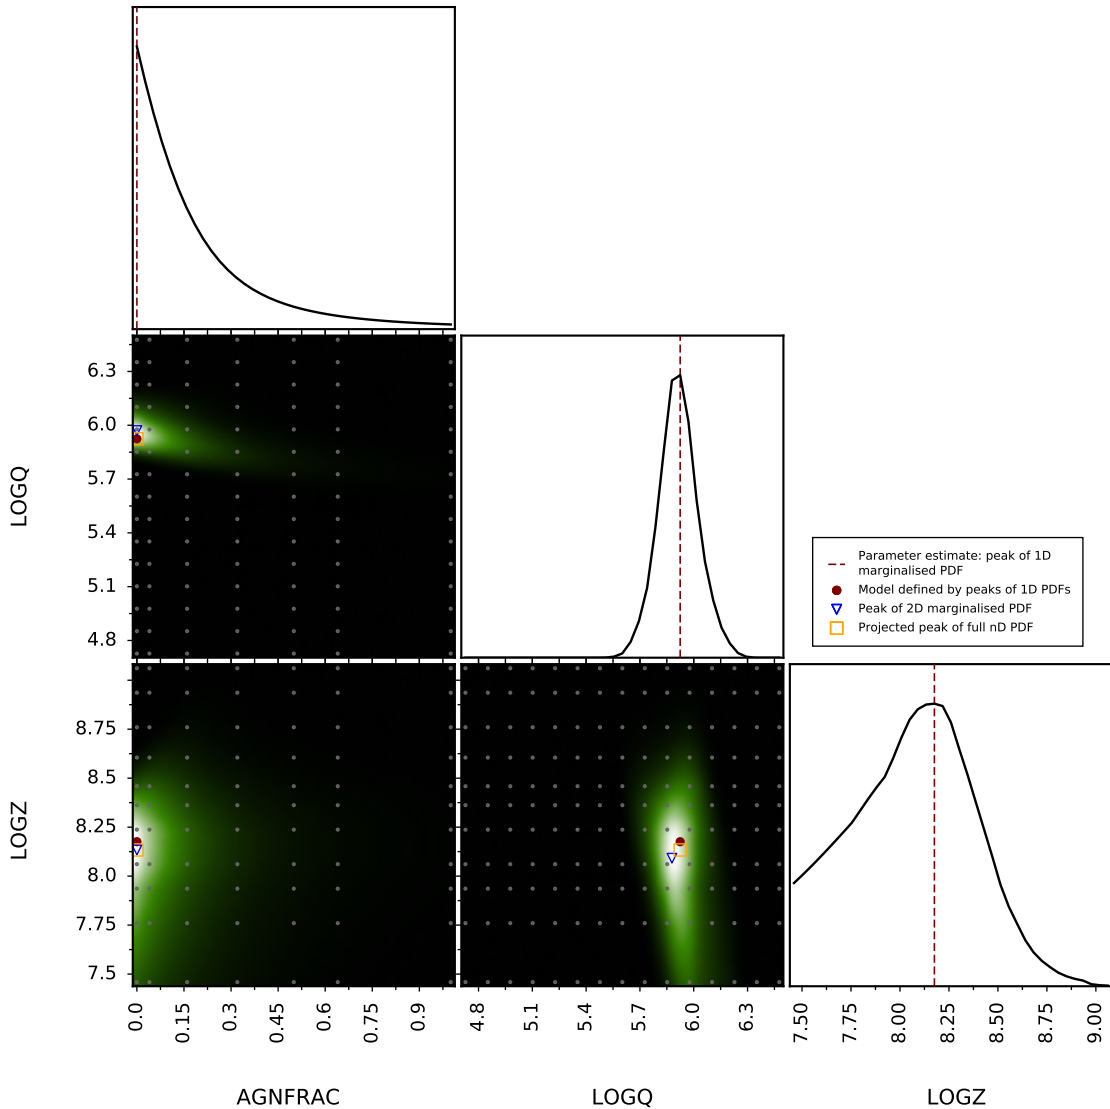 6.3
6.0
5.7
5.4
5.1
4.8
LOGQ
Parameter estimate: peak of 1D
marginalised PDF
Model defined by peaks of 1D PDFs
Peak of 2D marginalised PDF
Projected peak of full nD PDF
8.75
8.5
8.25
8.0
7.75
7.5
LOGZ
0.0 0.15 0.3 0.45 0.6 0.75 0.9
4.8 5.1 5.4 5.7 6.0 6.3
7.50 7.75 8.00 8.25 8.50 8.75 9.00
AGNFRAC
LOGQ
LOGZ